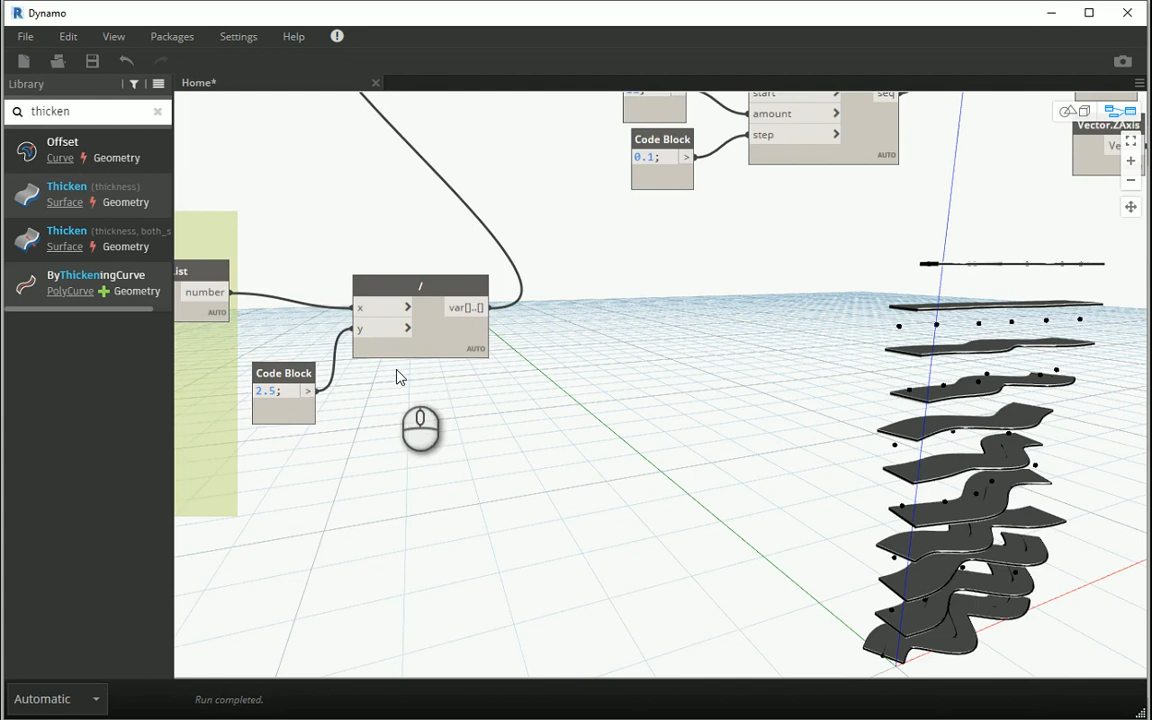 R Dynamo
File Edit View Packages Settings Help
Library
Home*
thicken
Offset
Curve Geometry
Thicken (thickness)
Surface Geometry
Thicken (thickness, both_s
Surface Geometry
ByThickeningCurve
PolyCurve Geometry
start
seq
amount
step
AUTO
Code Block
0.1; >
Vector.ZAxis
Ve
ist
number
AUTO
/
x > var[]..[]
y >
AUTO
Code Block
2.5; >
Automatic
Run completed.